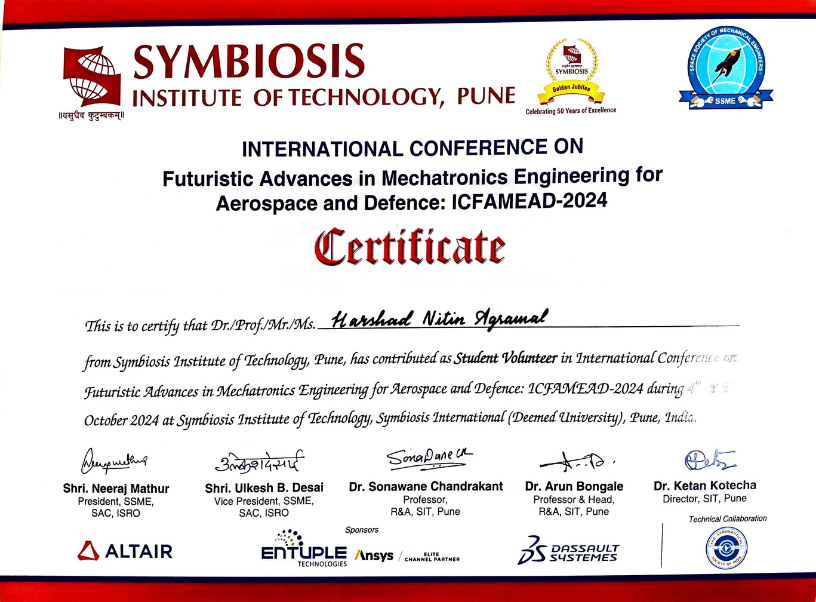 SYMBIOSIS
INSTITUTE OF TECHNOLOGY, PUNE
॥वसुधैव कुटुम्बकम्॥
SYMBIOSIS
Golden Jubilee
Celebrating 50 Years of Excellence
SPACE SOCIETY OF MECHANICAL ENGINEERS
SSME
INTERNATIONAL CONFERENCE ON
Futuristic Advances in Mechatronics Engineering for
Aerospace and Defence: ICFAMEAD-2024
Certificate
This is to certify that Dr./Prof./Mr./Ms. Harshad Nitin Agrawal
from Symbiosis Institute of Technology, Pune, has contributed as Student Volunteer in International Conference on
Futuristic Advances in Mechatronics Engineering for Aerospace and Defence: ICFAMEAD-2024 during 4th
October 2024 at Symbiosis Institute of Technology, Symbiosis International (Deemed University), Pune, India.
Shri. Neeraj Mathur
President, SSME,
SAC, ISRO
Shri. Ulkesh B. Desai
Vice President, SSME,
SAC, ISRO
Dr. Sonawane Chandrakant
Professor,
R&A, SIT, Pune
Dr. Arun Bongale
Professor & Head,
R&A, SIT, Pune
Dr. Ketan Kotecha
Director, SIT, Pune
Sponsors
Technical Collaboration
ALTAIR
ENTUPLE
TECHNOLOGIES
Ansys / ELITE
CHANNEL PARTNER
DASSAULT
SYSTEMES